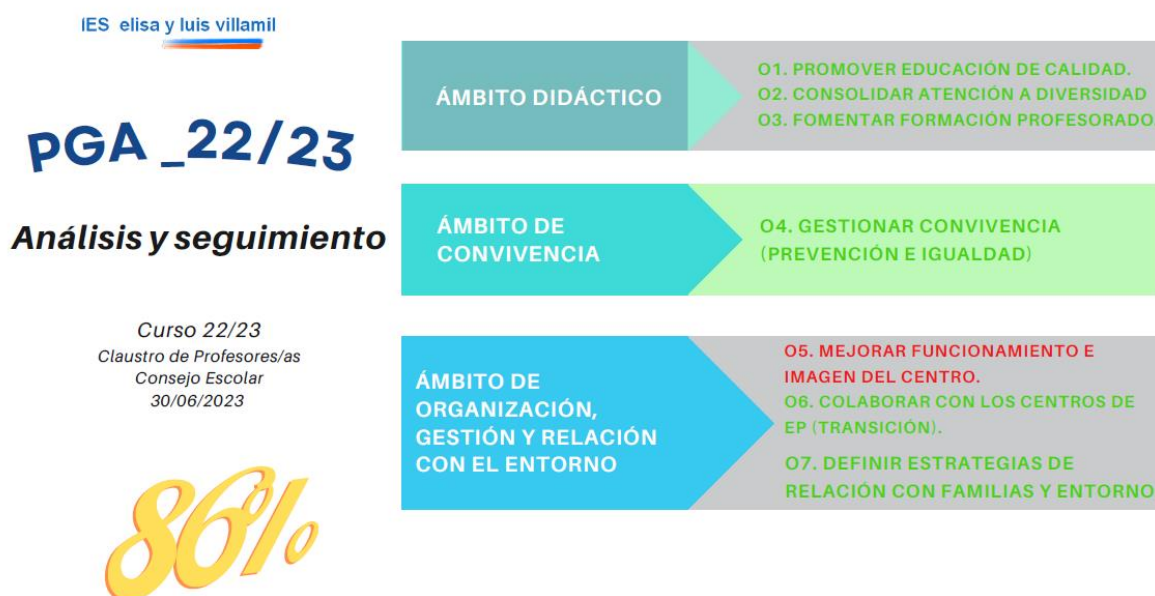 IES elisa y luis villamil
PGA_22/23
Análisis y seguimiento
Curso 22/23
Claustro de Profesores/as
Consejo Escolar
30/06/2023
86%
ÁMBITO DIDÁCTICO
O1. PROMOVER EDUCACIÓN DE CALIDAD.
O2. CONSOLIDAR ATENCIÓN A DIVERSIDAD
O3. FOMENTAR FORMACIÓN PROFESORADO.
ÁMBITO DE
CONVIVENCIA
O4. GESTIONAR CONVIVENCIA
(PREVENCIÓN E IGUALDAD)
ÁMBITO DE
ORGANIZACIÓN,
GESTIÓN Y RELACIÓN
CON EL ENTORNO
O5. MEJORAR FUNCIONAMIENTO E
IMAGEN DEL CENTRO.
O6. COLABORAR CON LOS CENTROS DE
EP (TRANSICIÓN).
O7. DEFINIR ESTRATEGIAS DE
RELACIÓN CON FAMILIAS Y ENTORNO